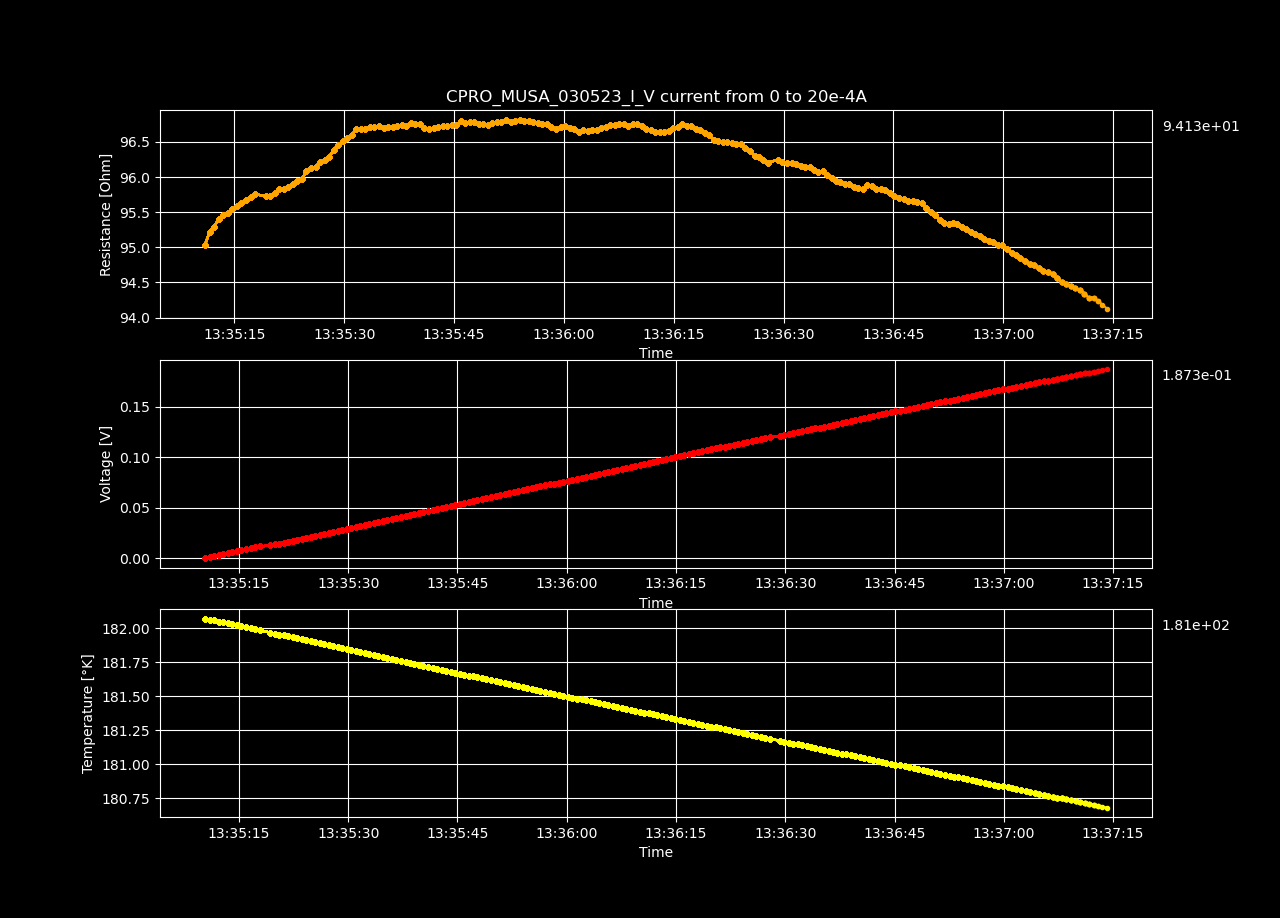 CPRO_MUSA_030523_I_V current from 0 to 20e-4A
9.413e+01
Resistance [Ohm]
96.5
96.0
95.5
95.0
94.5
94.0
13:35:15 13:35:30 13:35:45 13:36:00 13:36:15 13:36:30 13:36:45 13:37:00 13:37:15
Time
1.873e-01
Voltage [V]
0.15
0.10
0.05
0.00
13:35:15 13:35:30 13:35:45 13:36:00 13:36:15 13:36:30 13:36:45 13:37:00 13:37:15
Time
1.81e+02
Temperature [°K]
182.00
181.75
181.50
181.25
181.00
180.75
13:35:15 13:35:30 13:35:45 13:36:00 13:36:15 13:36:30 13:36:45 13:37:00 13:37:15
Time